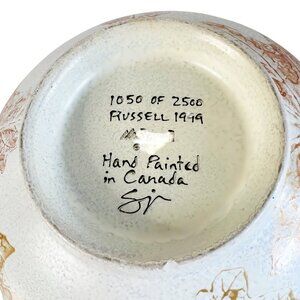 1050 OF 2500
RUSSELL 1999
Hand Painted
in Canada